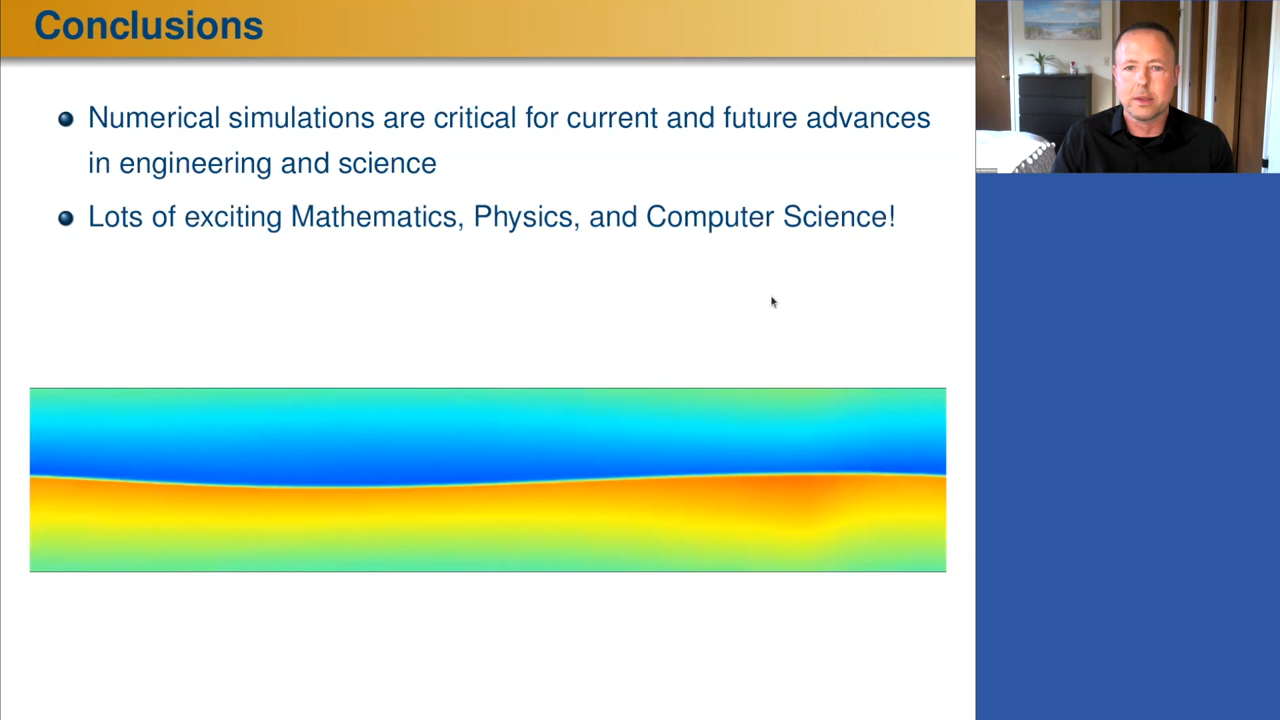 Conclusions
Numerical simulations are critical for current and future advances
in engineering and science
Lots of exciting Mathematics, Physics, and Computer Science!